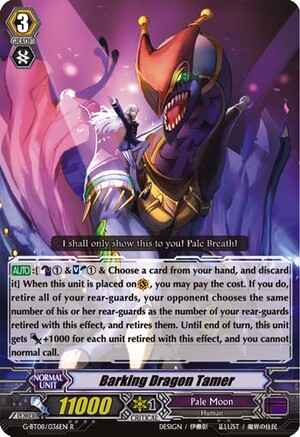 3
GRADE
I shall only show this to you! Pale Breath!
AUTO:[ ① & ① & Choose a card from your hand, and discard
it] When this unit is placed on , you may pay the cost. If you do,
retire all of your rear-guards, your opponent chooses the same
number of his or her rear-guards as the number of your rear-guards
retired with this effect, and retires them. Until end of turn, this unit
gets +1000 for each unit retired with this effect, and you cannot
normal call.
NORMAL UNIT
Barking Dragon Tamer
POWER 11000 1 CRITICAL
Pale Moon
Human
G-BT08/036EN R DESIGN / 伊藤彰 ILLUST / 魔界の住民